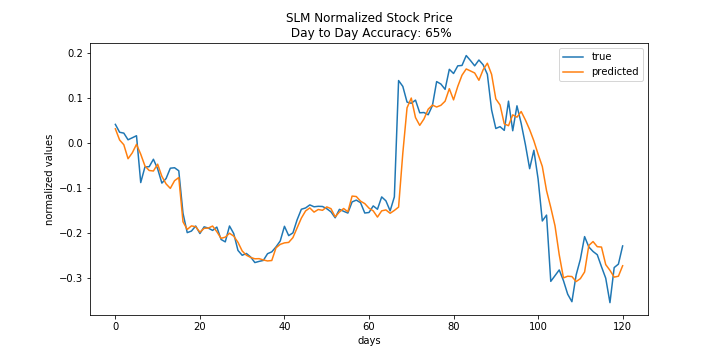 SLM Normalized Stock Price
Day to Day Accuracy: 65%
true
predicted
normalized values
0.2
0.1
0.0
−0.1
−0.2
−0.3
0
20
40
60
80
100
120
days